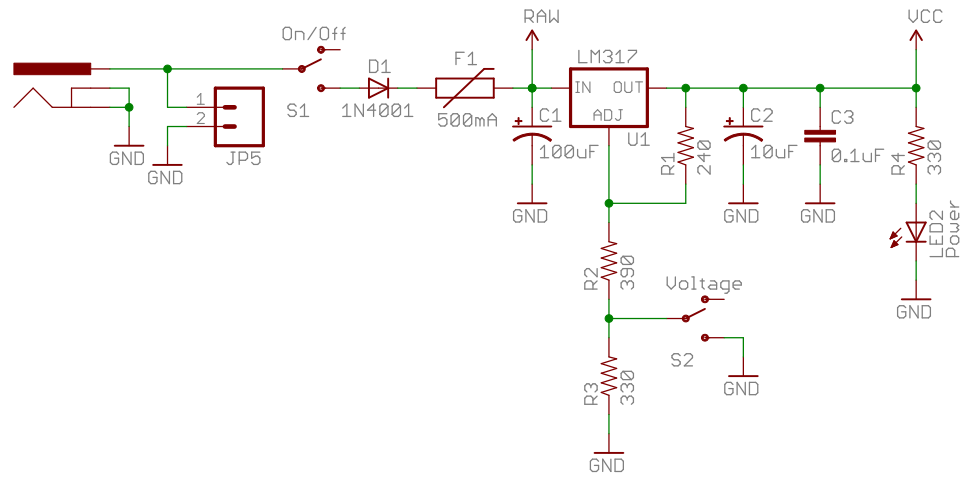 RAW
VCC
On/Off
F1
LM317
D1
IN
OUT
1
S1
1N4001
ADJ
C1
C2
C3
2
500mA
U1
GND
JP5
100uF
R1
240
10uF
0.1uF
R4
330
GND
GND
GND
GND
LED2
Power
R2
390
Voltage
GND
S2
R3
330
GND
GND